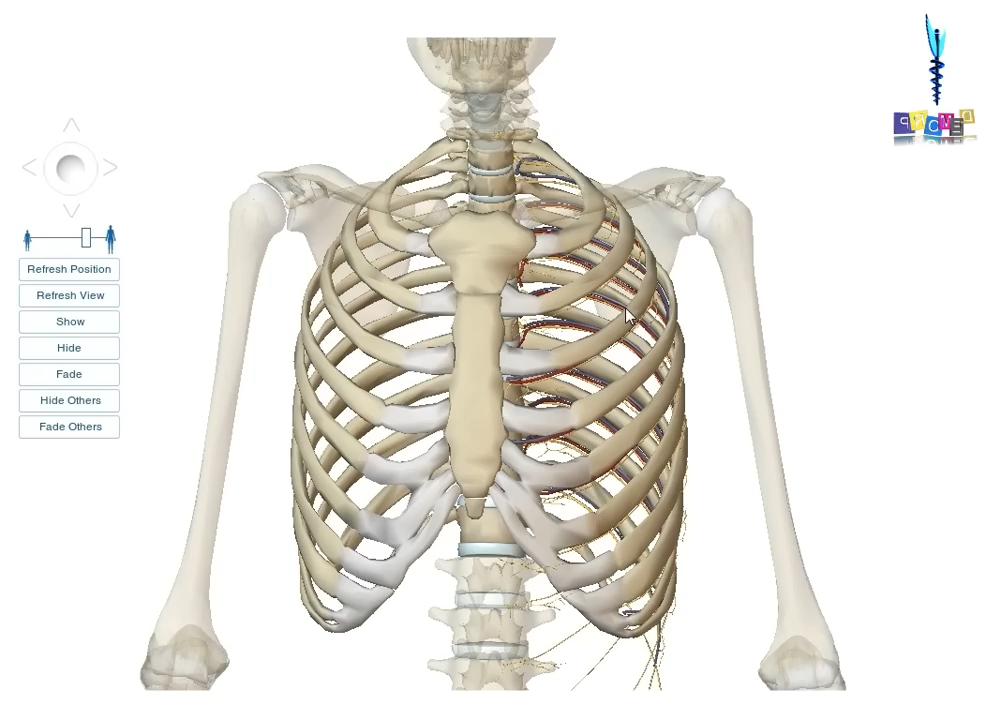 Refresh Position
Refresh View
Show
Hide
Fade
Hide Others
Fade Others